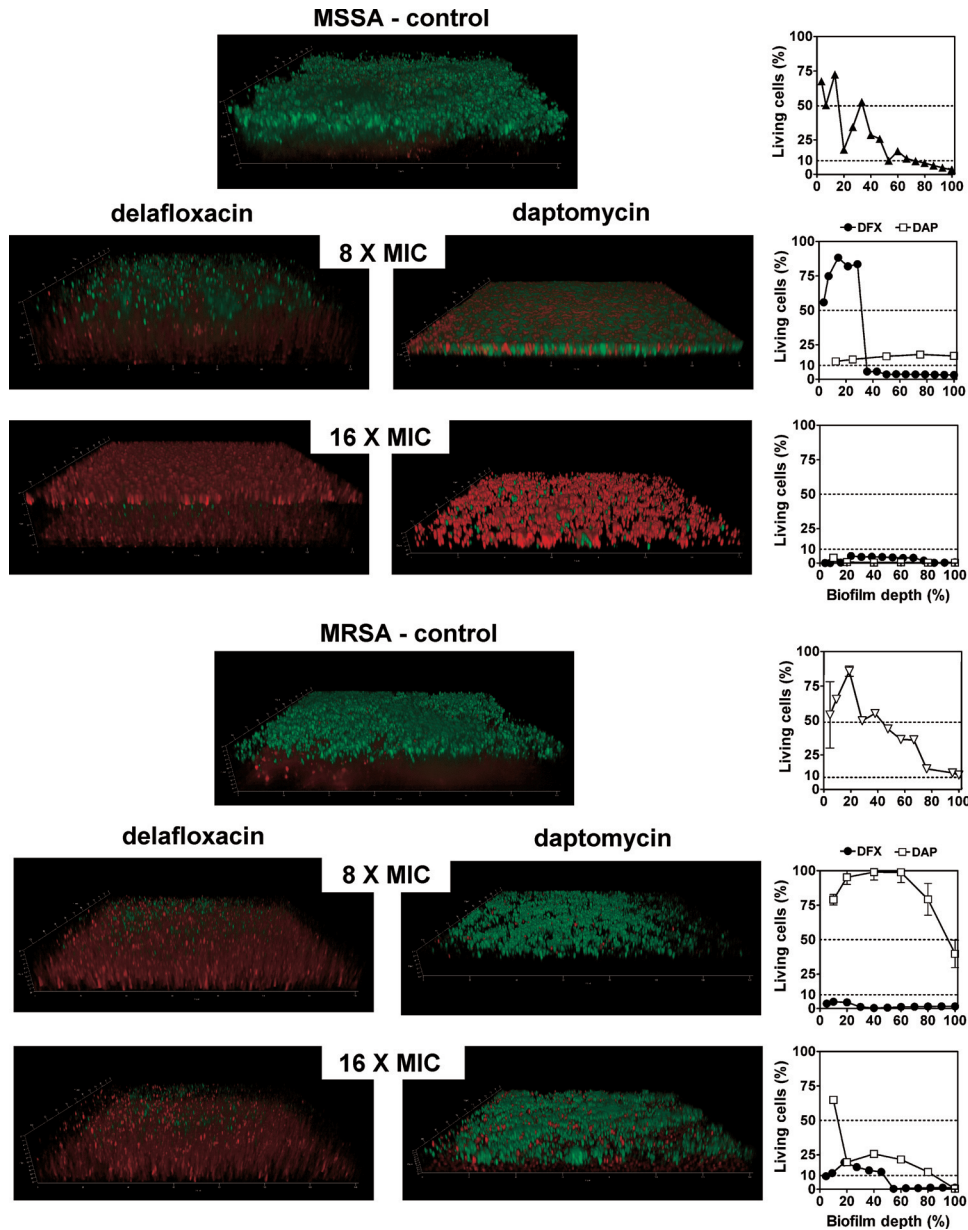 MSSA - control
100
75
50
25
10
0
Living cells (%)
0 20 40 60 80 100
delafloxacin
daptomycin
8 X MIC
DFX DAP
100
75
50
25
10
0
Living cells (%)
0 20 40 60 80 100
16 X MIC
100
75
50
25
10
0
Living cells (%)
0 20 40 60 80 100
Biofilm depth (%)
MRSA - control
100
75
50
25
10
0
Living cells (%)
0 20 40 60 80 100
delafloxacin
daptomycin
8 X MIC
DFX DAP
100
75
50
25
10
0
Living cells (%)
0 20 40 60 80 100
16 X MIC
100
75
50
25
10
0
Living cells (%)
0 20 40 60 80 100
Biofilm depth (%)